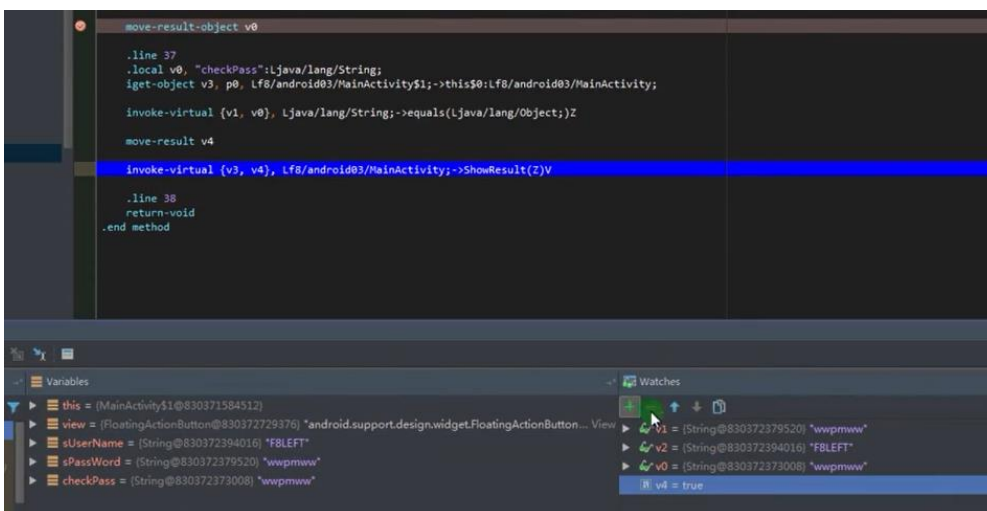 move-result-object v0
.line 37
.local v0, "checkPass":Ljava/lang/String;
iget-object v3, p0, Lf8/android03/MainActivity$1;->this$0:Lf8/android03/MainActivity;
invoke-virtual {v1, v0}, Ljava/lang/String;->equals(Ljava/lang/Object;)Z
move-result v4
invoke-virtual {v3, v4}, Lf8/android03/MainActivity;->ShowResult(Z)V
.line 38
return-void
.end method
Variables
this = {MainActivity$1@830371584512}
view = {FloatingActionButton@830372729376} "android.support.design.widget.FloatingActionButton... View
sUserName = {String@830372394016} "F8LEFT"
sPassWord = {String@830372379520} "wwpmww"
checkPass = {String@830372373008} "wwpmww"
Watches
v1 = {String@830372379520} "wwpmww"
v2 = {String@830372394016} "F8LEFT"
v0 = {String@830372373008} "wwpmww"
v4 = true